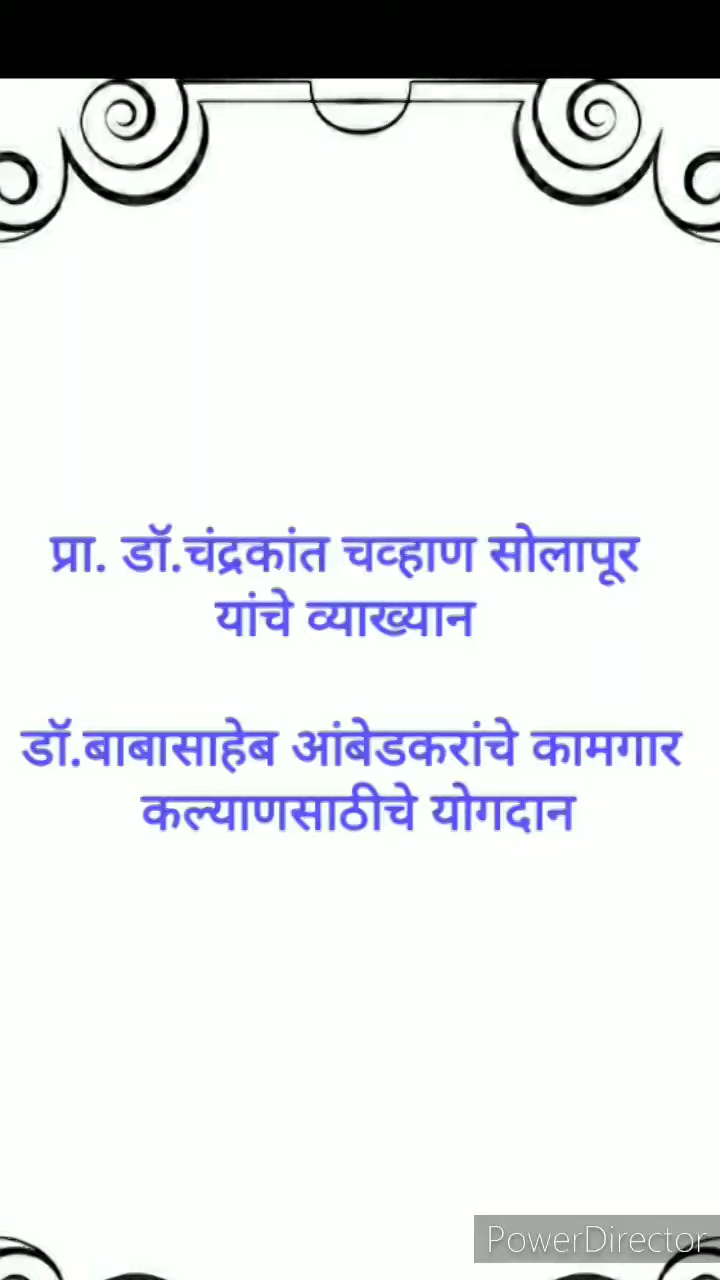 प्रा. डॉ.चंद्रकांत चव्हाण सोलापूर
यांचे व्याख्यान
डॉ.बाबासाहेब आंबेडकरांचे कामगार
कल्याणसाठीचे योगदान
PowerDirector